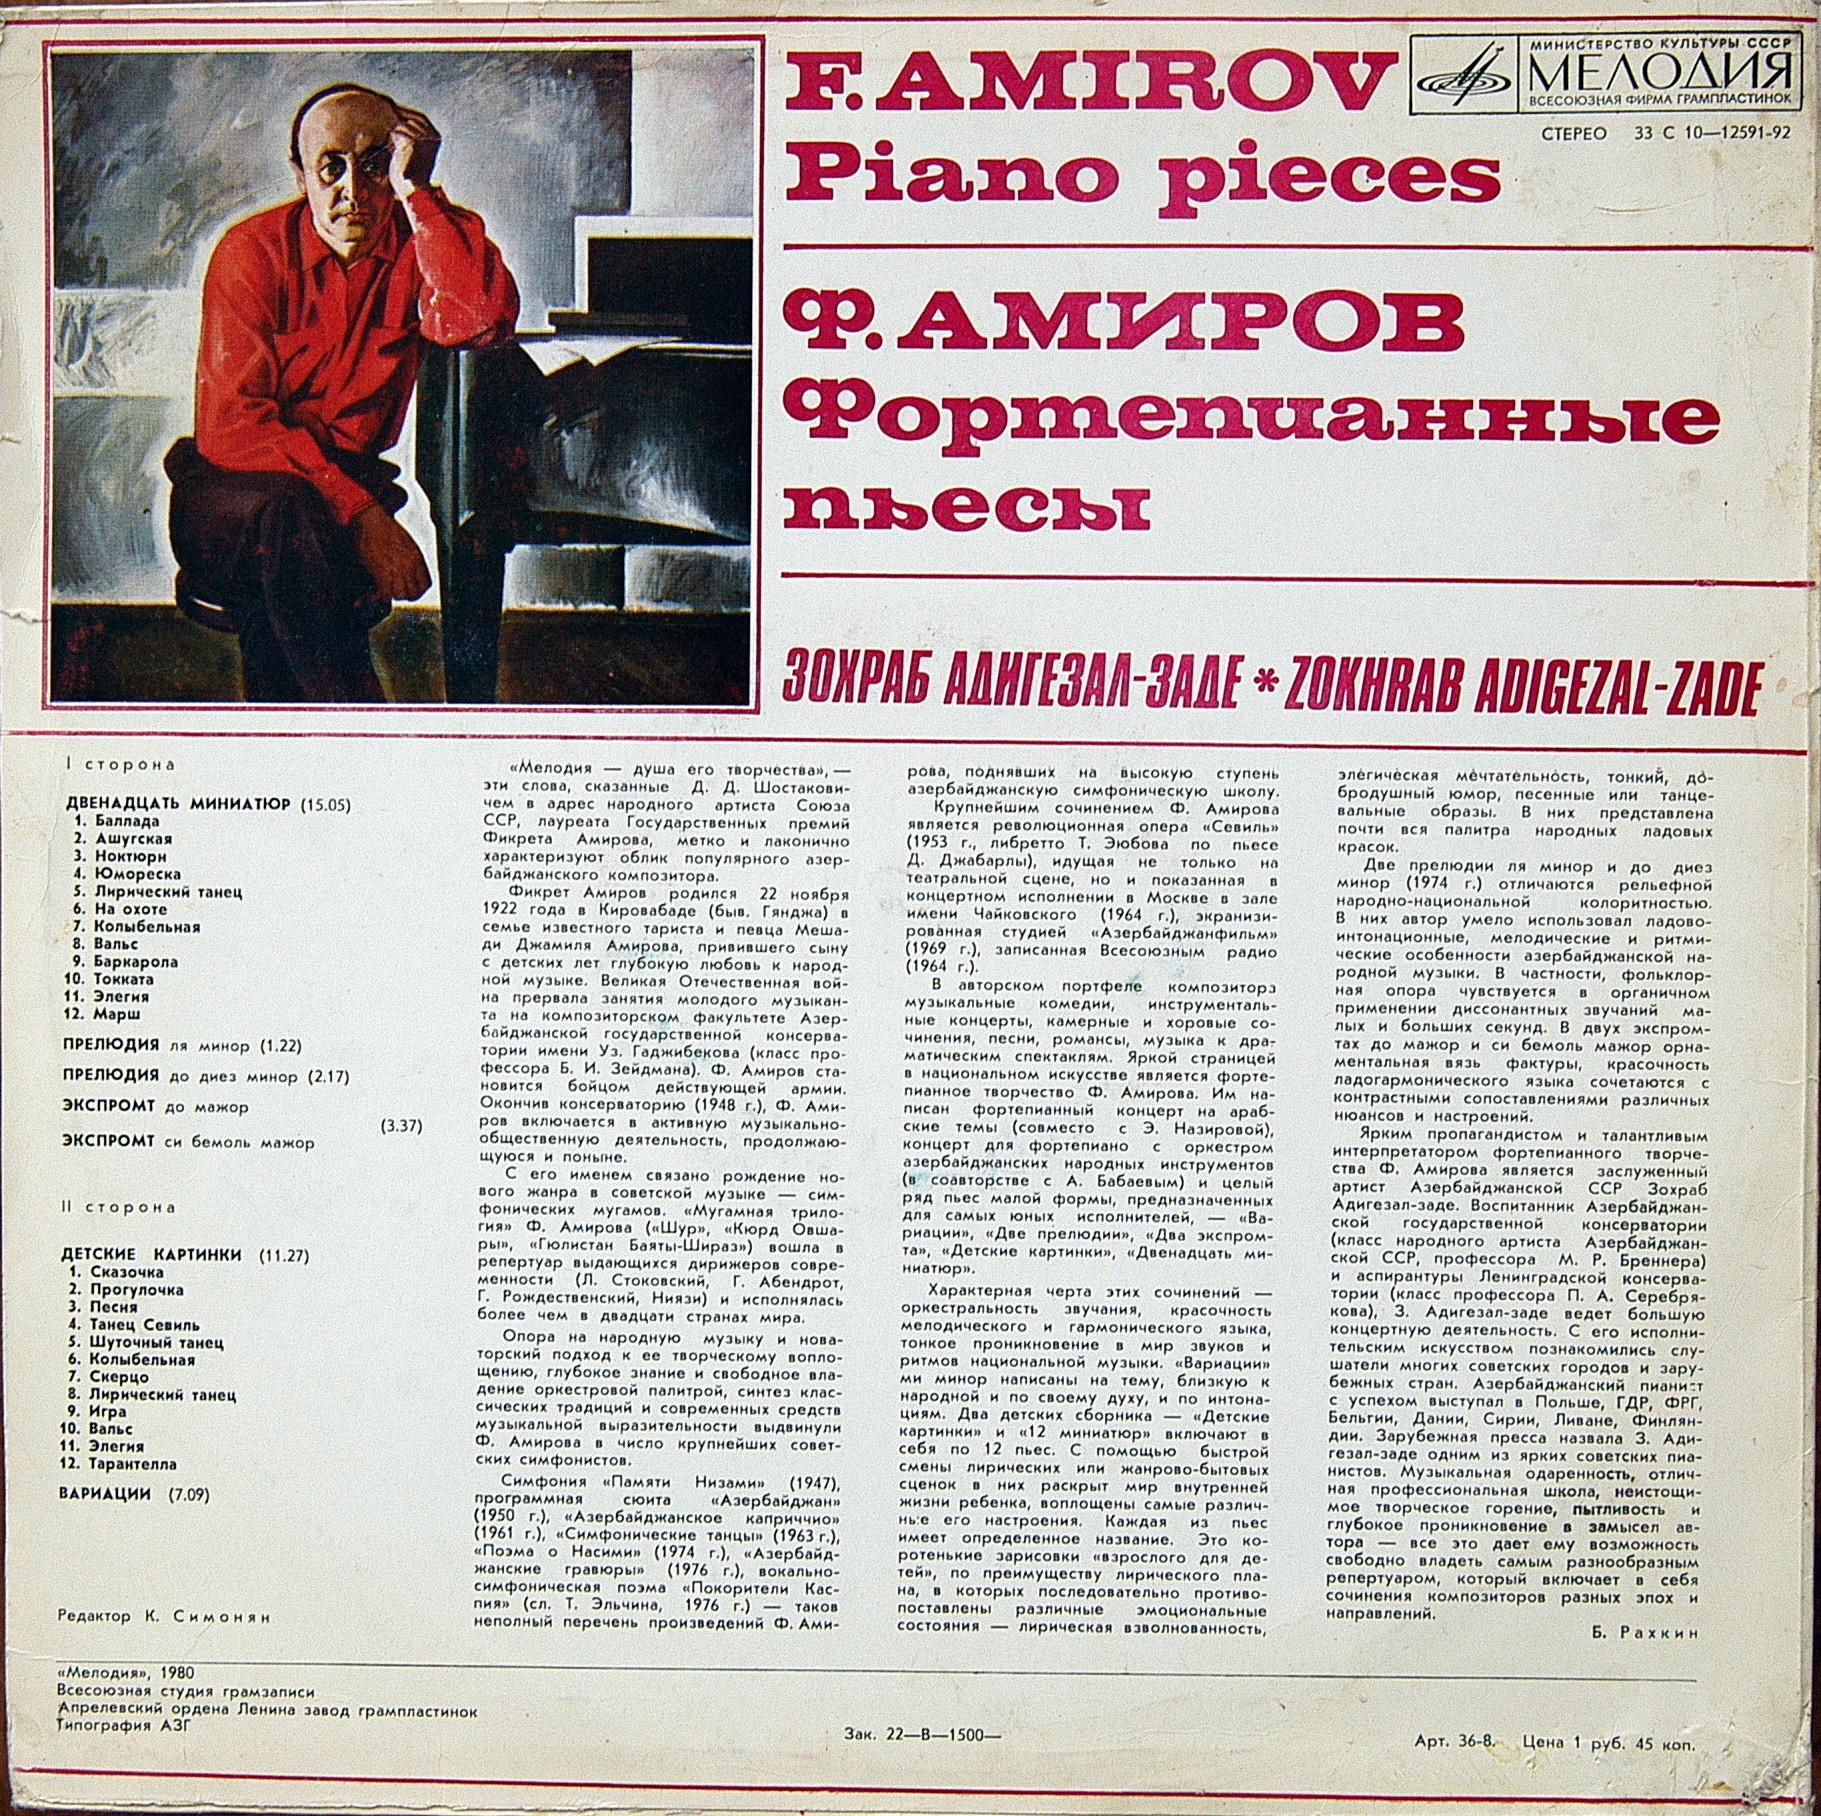 F. AMIROV
Piano pieces
МИНИСТЕРСТВО КУЛЬТУРЫ СССР
МЕЛОДИЯ
ВСЕСОЮЗНАЯ ФИРМА ГРАМПЛАСТИНОК
СТЕРЕО 33 С 10—12591-92
Ф. АМИРОВ
Фортепианные
пьесы
ЗОХРАБ АДИГЕЗАЛ-ЗАДЕ * ZOKHRAB ADIGEZAL-ZADE
I сторона
ДВЕНАДЦАТЬ МИНИАТЮР (15.05)
1. Баллада
2. Ашугская
3. Ноктюрн
4. Юмореска
5. Лирический танец
6. На охоте
7. Колыбельная
8. Вальс
9. Баркарола
10. Токката
11. Элегия
12. Марш
ПРЕЛЮДИЯ ля минор (1.22)
ПРЕЛЮДИЯ до диез минор (2.17)
ЭКСПРОМТ до мажор
(3.37)
ЭКСПРОМТ си бемоль мажор
II сторона
ДЕТСКИЕ КАРТИНКИ (11.27)
1. Сказочка
2. Прогулочка
3. Песня
4. Танец Севиль
5. Шуточный танец
6. Колыбельная
7. Скерцо
8. Лирический танец
9. Игра
10. Вальс
11. Элегия
12. Тарантелла
ВАРИАЦИИ (7.09)
Редактор К. Симонян
«Мелодия — душа его творчества», —
эти слова, сказанные Д. Д. Шостакови-
чем в адрес народного артиста Союза
ССР, лауреата Государственных премий
Фикрета Амирова, метко и лаконично
характеризуют облик популярного азер-
байджанского композитора.
Фикрет Амиров родился 22 ноября
1922 года в Кировабаде (быв. Гянджа) в
семье известного тариста и певца Меша-
ди Джамиля Амирова, привившего сыну
с детских лет глубокую любовь к народ-
ной музыке. Великая Отечественная вой-
на прервала занятия молодого музыкан-
та на композиторском факультете Азер-
байджанской государственной консерва-
тории имени Уз. Гаджибекова (класс про-
фессора Б. И. Зейдмана). Ф. Амиров ста-
новится бойцом действующей армии.
Окончив консерваторию (1948 г.), Ф. Ами-
ров включается в активную музыкально-
общественную деятельность, продолжаю-
щуюся и поныне.
С его именем связано рождение но-
вого жанра в советской музыке — сим-
фонических мугамов. «Мугамная трило-
гия» Ф. Амирова («Шур», «Кюрд Овша-
ры», «Гюлистан Баяты-Шираз») вошла в
репертуар выдающихся дирижеров совре-
менности (Л. Стоковский, Г. Абендрот,
Г. Рождественский, Ниязи) и исполнялась
более чем в двадцати странах мира.
Опора на народную музыку и нова-
торский подход к ее творческому вопло-
щению, глубокое знание и свободное вла-
дение оркестровой палитрой, синтез клас-
сических традиций и современных средств
музыкальной выразительности выдвинули
Ф. Амирова в число крупнейших совет-
ских симфонистов.
Симфония «Памяти Низами» (1947),
программная сюита «Азербайджан»
(1950 г.), «Азербайджанское каприччио»
(1961 г.), «Симфонические танцы» (1963 г.),
«Поэма о Насими» (1974 г.), «Азербайд-
жанские гравюры» (1976 г.), вокально-
симфоническая поэма «Покорители Кас-
пия» (сл. Т. Эльчина, 1976 г.) — таков
неполный перечень произведений Ф. Ами-
рова, поднявших на высокую ступень
азербайджанскую симфоническую школу.
Крупнейшим сочинением Ф. Амирова
является революционная опера «Севиль»
(1953 г., либретто Т. Эюбова по пьесе
Д. Джабарлы), идущая не только на
театральной сцене, но и показанная в
концертном исполнении в Москве в зале
имени Чайковского (1964 г.), экранизи-
рованная студией «Азербайджанфильм»
(1969 г.), записанная Всесоюзным радио
(1964 г.).
В авторском портфеле композитора
музыкальные комедии, инструменталь-
ные концерты, камерные и хоровые со-
чинения, песни, романсы, музыка к дра-
матическим спектаклям. Яркой страницей
в национальном искусстве является форте-
пианное творчество Ф. Амирова. Им на-
писан фортепианный концерт на араб-
ские темы (совместо с Э. Назировой),
концерт для фортепиано с оркестром
азербайджанских народных инструментов
(в соавторстве с А. Бабаевым) и целый
ряд пьес малой формы, предназначенных
для самых юных исполнителей, — «Ва-
риации», «Две прелюдии», «Два экспром-
та», «Детские картинки», «Двенадцать ми-
ниатюр».
Характерная черта этих сочинений —
оркестральность звучания, красочность
мелодического и гармонического языка,
тонкое проникновение в мир звуков и
ритмов национальной музыки. «Вариации»
ми минор написаны на тему, близкую к
народной и по своему духу, и по интона-
циям. Два детских сборника — «Детские
картинки» и «12 миниатюр» включают в
себя по 12 пьес. С помощью быстрой
смены лирических или жанрово-бытовых
сценок в них раскрыт мир внутренней
жизни ребенка, воплощены самые различ-
ные его настроения. Каждая из пьес
имеет определенное название. Это ко-
ротенькие зарисовки «взрослого для де-
тей», по преимуществу лирического пла-
на, в которых последовательно противо-
поставлены различные эмоциональные
состояния — лирическая взволнованность,
элегическая мечтательность, тонкий, до-
бродушный юмор, песенные или танце-
вальные образы. В них представлена
почти вся палитра народных ладовых
красок.
Две прелюдии ля минор и до диез
минор (1974 г.) отличаются рельефной
народно-национальной колоритностью.
В них автор умело использовал ладово-
интонационные, мелодические и ритми-
ческие особенности азербайджанской на-
родной музыки. В частности, фольклор-
ная опора чувствуется в органичном
применении диссонантных звучаний ма-
лых и больших секунд. В двух экспром-
тах до мажор и си бемоль мажор орна-
ментальная вязь фактуры, красочность
ладогармонического языка сочетаются с
контрастными сопоставлениями различных
нюансов и настроений.
Ярким пропагандистом и талантливым
интерпретатором фортепианного творче-
ства Ф. Амирова является заслуженный
артист Азербайджанской ССР Зохраб
Адигезал-заде. Воспитанник Азербайджан-
ской государственной консерватории
(класс народного артиста Азербайджан-
ской ССР, профессора М. Р. Бреннера)
и аспирантуры Ленинградской консерва-
тории (класс профессора П. А. Серебря-
кова), З. Адигезал-заде ведет большую
концертную деятельность. С его исполни-
тельским искусством познакомились слу-
шатели многих советских городов и зару-
бежных стран. Азербайджанский пианист
с успехом выступал в Польше, ГДР, ФРГ,
Бельгии, Дании, Сирии, Ливане, Финлян-
дии. Зарубежная пресса назвала З. Ади-
гезал-заде одним из ярких советских пиа-
нистов. Музыкальная одаренность, отлич-
ная профессиональная школа, неистощи-
мое творческое горение, пытливость и
глубокое проникновение в замысел ав-
тора — все это дает ему возможность
свободно владеть самым разнообразным
репертуаром, который включает в себя
сочинения композиторов разных эпох и
направлений.
Б. Рахкин
«Мелодия», 1980
Всесоюзная студия грамзаписи
Апрелевский ордена Ленина завод грампластинок
Типография АЗГ
Зак. 22—В—1500—
Арт. 36-8. Цена 1 руб. 45 коп.